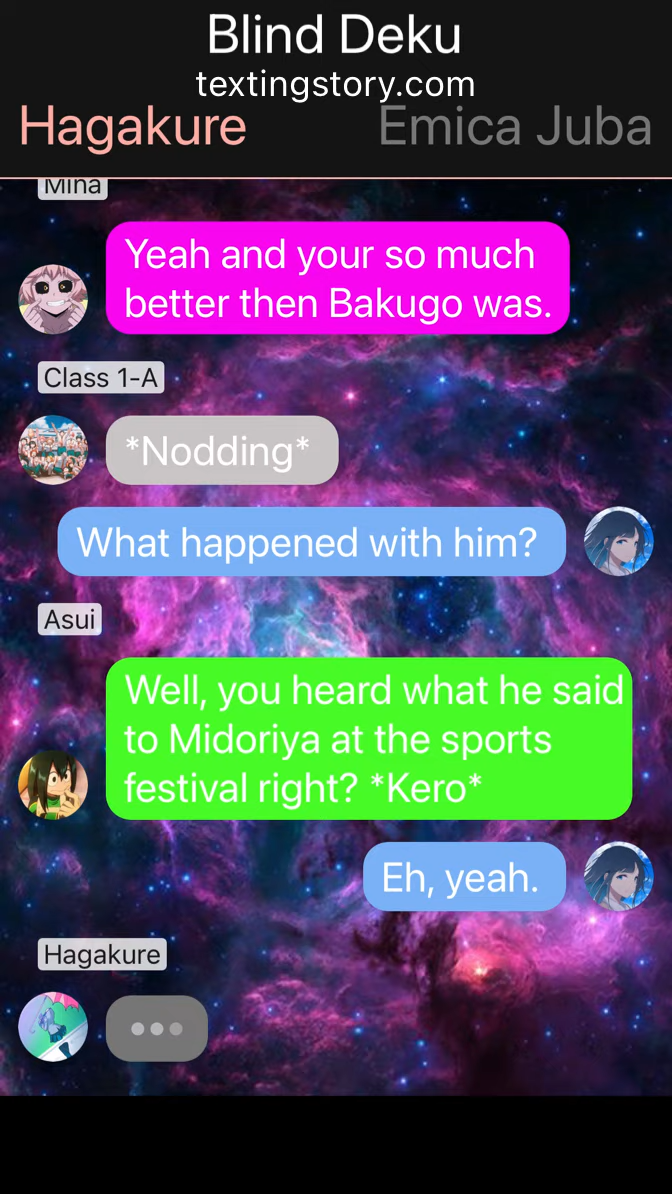 Blind Deku
textingstory.com
Hagakure
Emica Juba
Mina
Yeah and your so much
better then Bakugo was.
Class 1-A
*Nodding*
What happened with him?
Asui
Well, you heard what he said
to Midoriya at the sports
festival right? *Kero*
Eh, yeah.
Hagakure